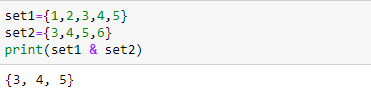 set1={1,2,3,4,5}
set2={3,4,5,6}
print(set1 & set2)
{3, 4, 5}